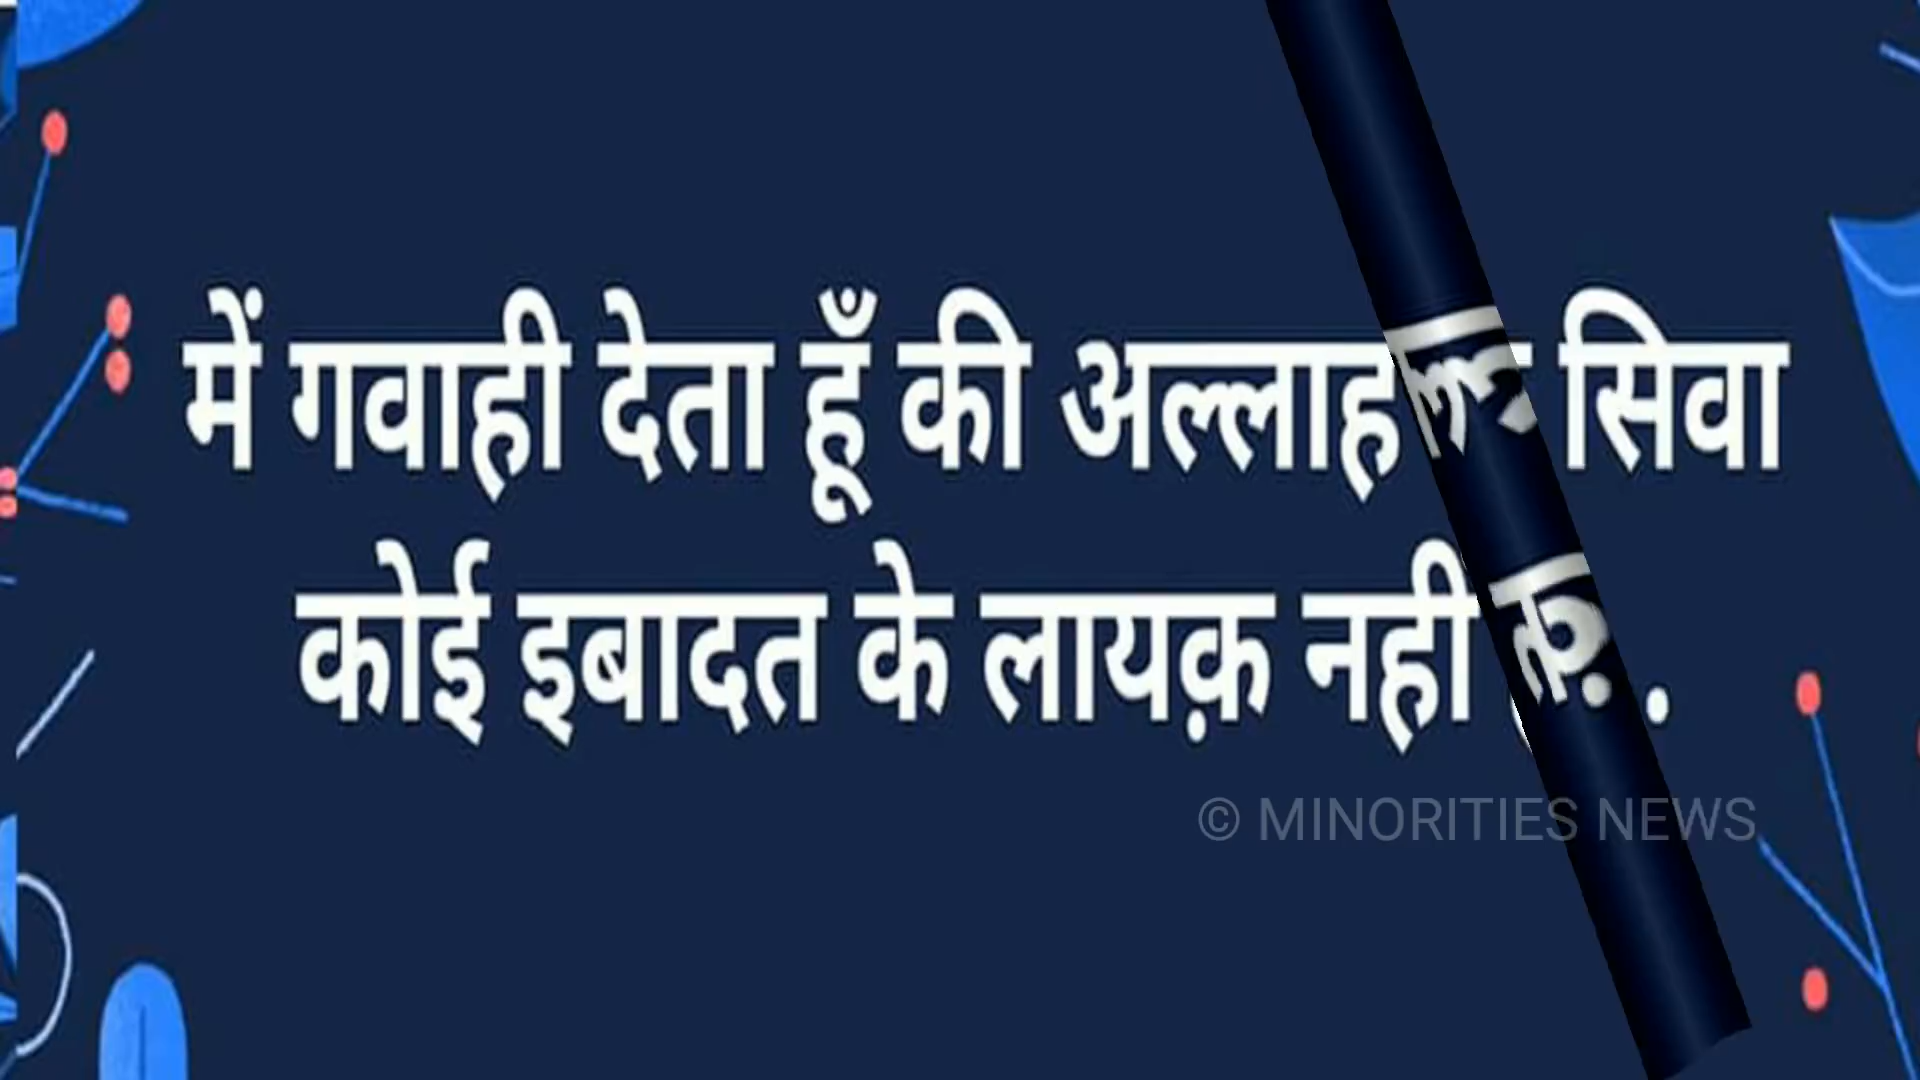 में गवाही देता हूँ की अल्लाह सिवा
कोई इबादत के लायक़ नही
© MINORITIES NEWS